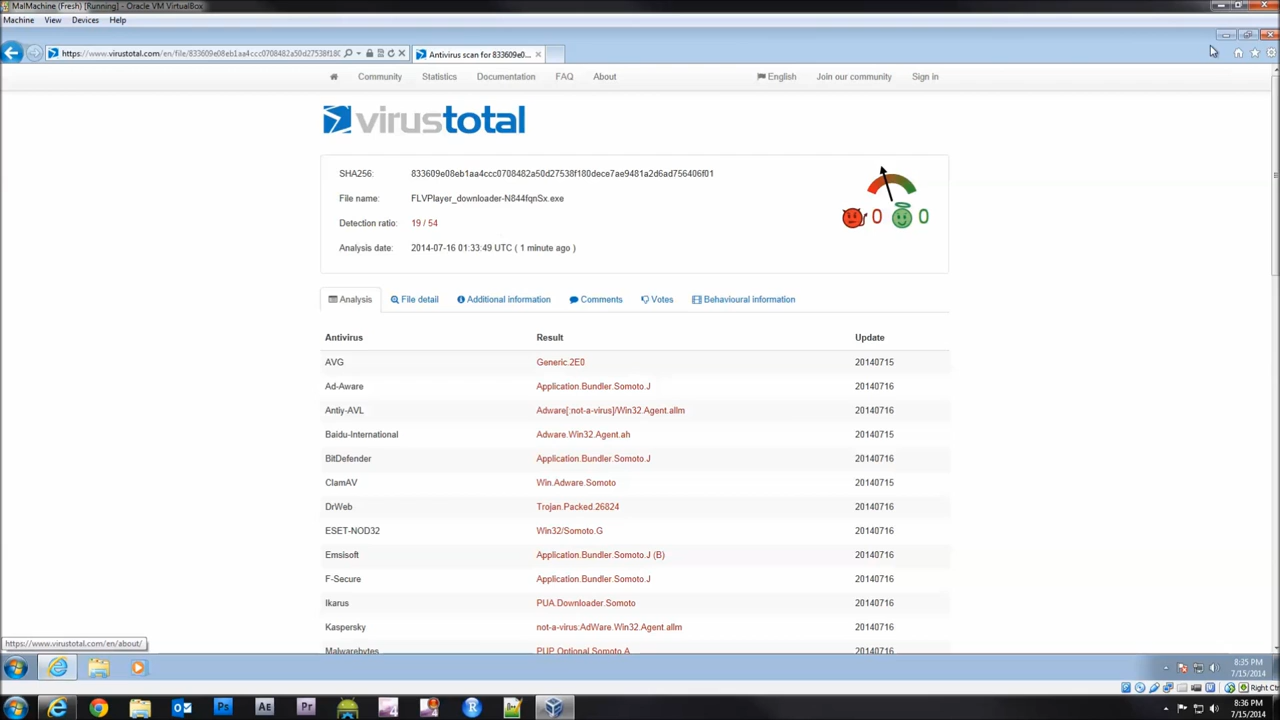 MalMachine (Fresh) [Running] - Oracle VM VirtualBox
Machine View Devices Help
https://www.virustotal.com/en/file/833609e08eb1aa4ccc0708482a50d27538f180 Antivirus scan for 833609e0...
Community Statistics Documentation FAQ About English Join our community Sign in
virustotal
SHA256: 833609e08eb1aa4ccc0708482a50d27538f180dece7ae9481a2d6ad756406f01
File name: FLVPlayer_downloader-N844fqnSx.exe
0 0
Detection ratio: 19 / 54
Analysis date: 2014-07-16 01:33:49 UTC ( 1 minute ago )
Analysis File detail Additional information Comments Votes Behavioural information
Antivirus Result Update
AVG Generic.2E0 20140715
Ad-Aware Application.Bundler.Somoto.J 20140716
Antiy-AVL Adware[:not-a-virus]/Win32.Agent.allm 20140716
Baidu-International Adware.Win32.Agent.ah 20140715
BitDefender Application.Bundler.Somoto.J 20140716
ClamAV Win.Adware.Somoto 20140715
DrWeb Trojan.Packed.26824 20140716
ESET-NOD32 Win32/Somoto.G 20140716
Emsisoft Application.Bundler.Somoto.J (B) 20140716
F-Secure Application.Bundler.Somoto.J 20140716
Ikarus PUA.Downloader.Somoto 20140716
Kaspersky not-a-virus:AdWare.Win32.Agent.allm 20140716
Malwarebytes PUP.Optional.Somoto.A 20140716
https://www.virustotal.com/en/about/
8:35 PM
7/15/2014
Right Ctrl
8:36 PM
7/15/2014